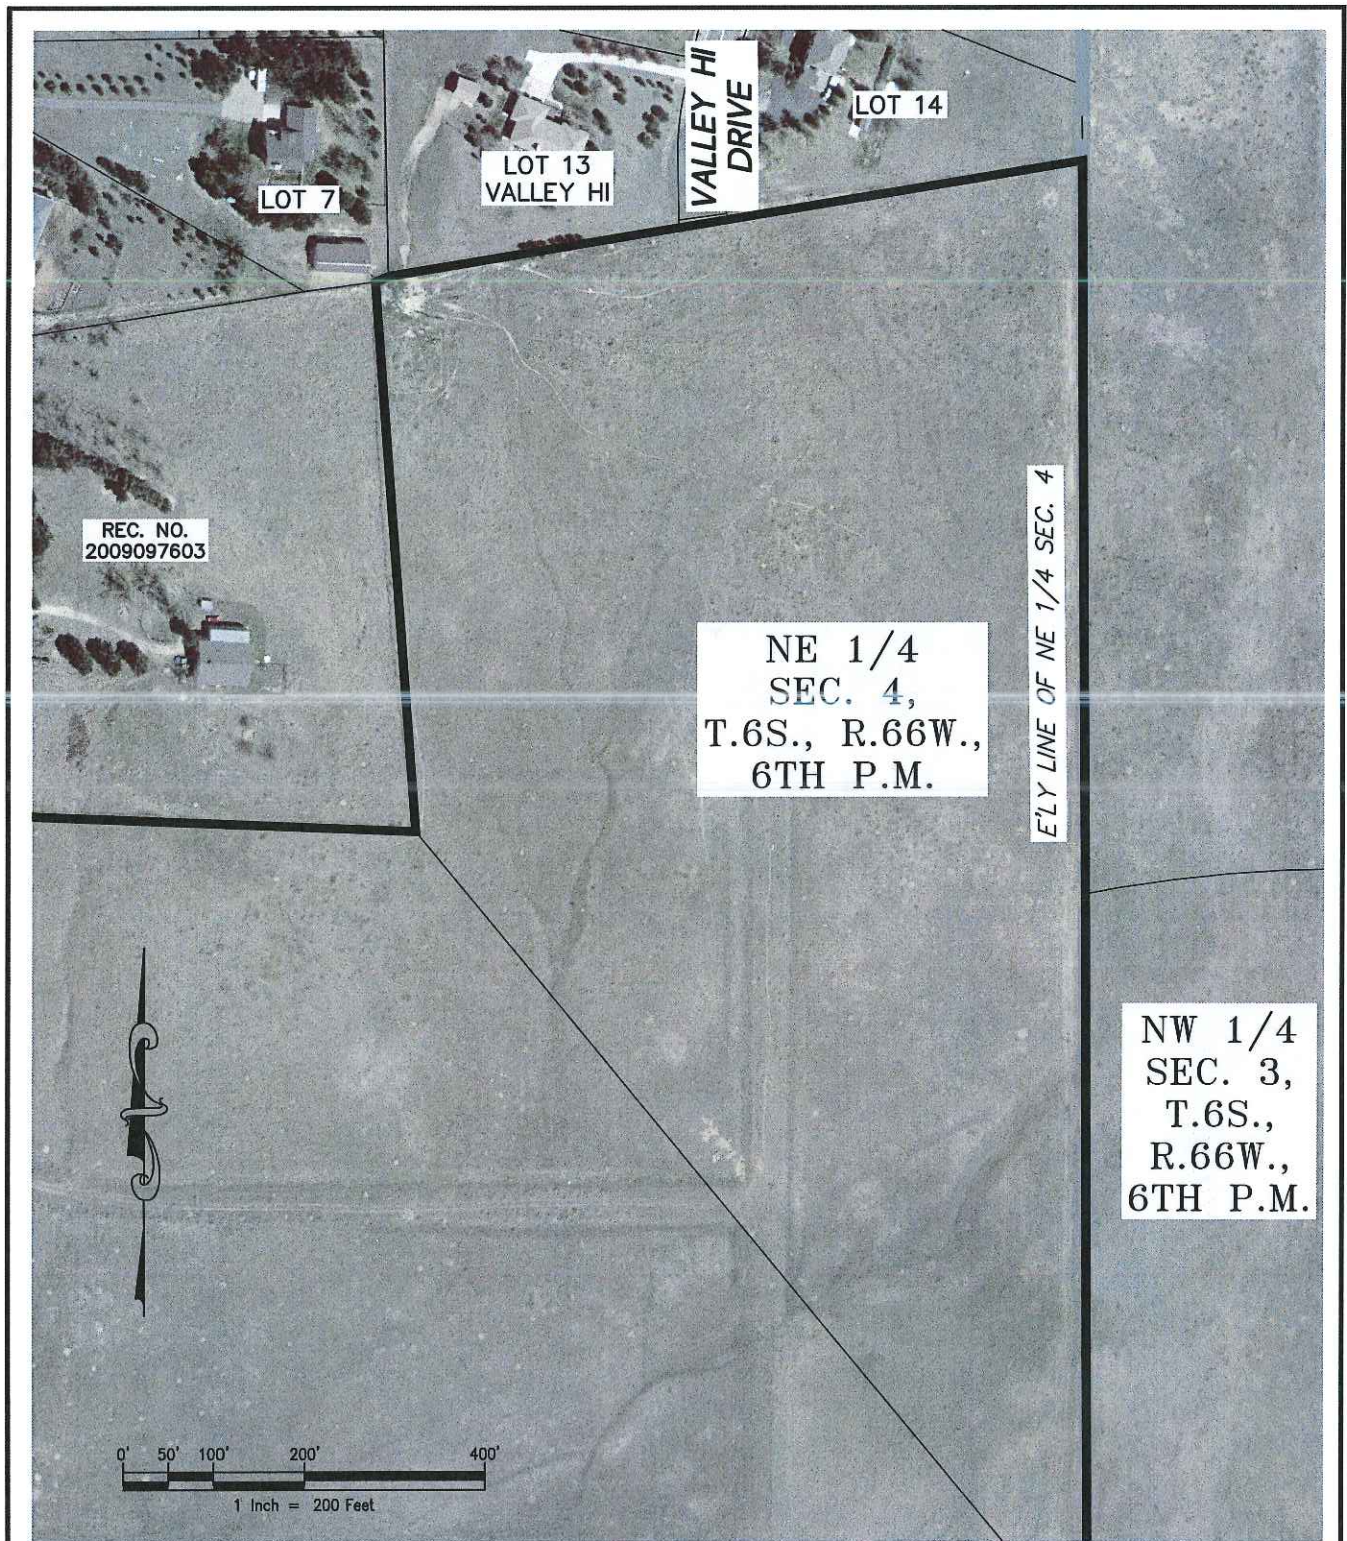 VALLEY HI
DRIVE
LOT 14
LOT 13
VALLEY HI
LOT 7
REC. NO.
2009097603
E'LY LINE OF NE 1/4 SEC. 4
NE 1/4
SEC. 4,
T.6S., R.66W.,
6TH P.M.
NW 1/4
SEC. 3,
T.6S.,
R.66W.,
6TH P.M.
0' 50' 100' 200' 400'
1 Inch = 200 Feet